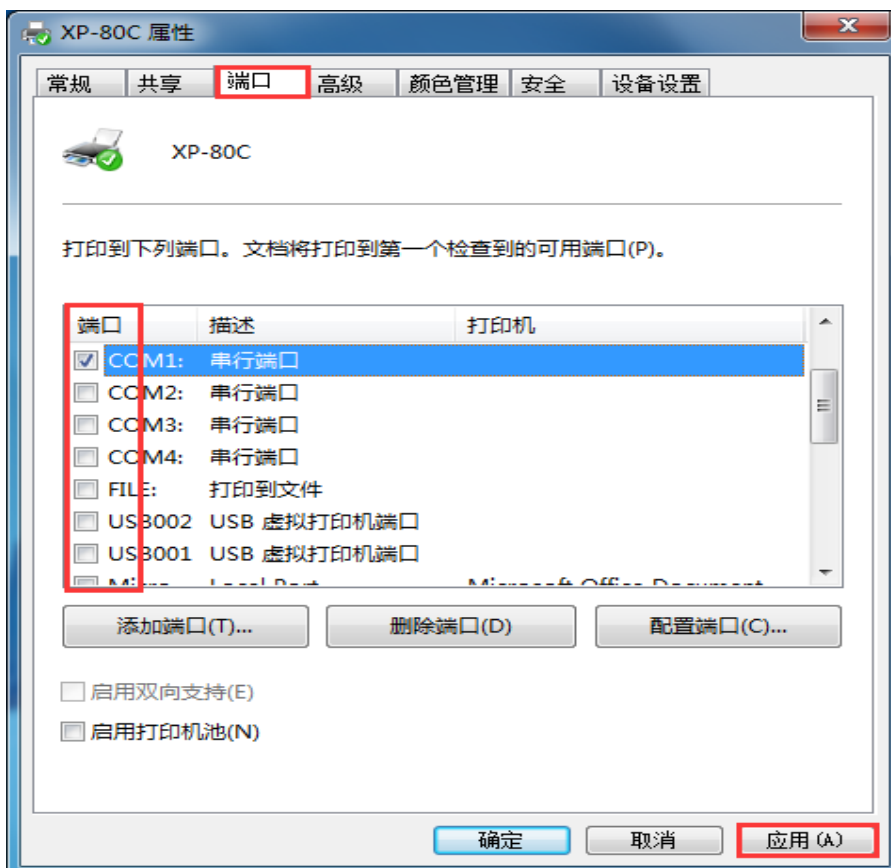 XP-80C 属性
常规 共享 端口 高级 颜色管理 安全 设备设置
XP-80C
打印到下列端口。文档将打印到第一个检查到的可用端口(P)。
端口 描述 打印机
COM1: 串行端口
COM2: 串行端口
COM3: 串行端口
COM4: 串行端口
FILE: 打印到文件
USB002 USB 虚拟打印机端口
USB001 USB 虚拟打印机端口
Micro... Local Port Microsoft Office Document
添加端口(T)... 删除端口(D) 配置端口(C)...
启用双向支持(E)
启用打印机池(N)
确定 取消 应用(A)